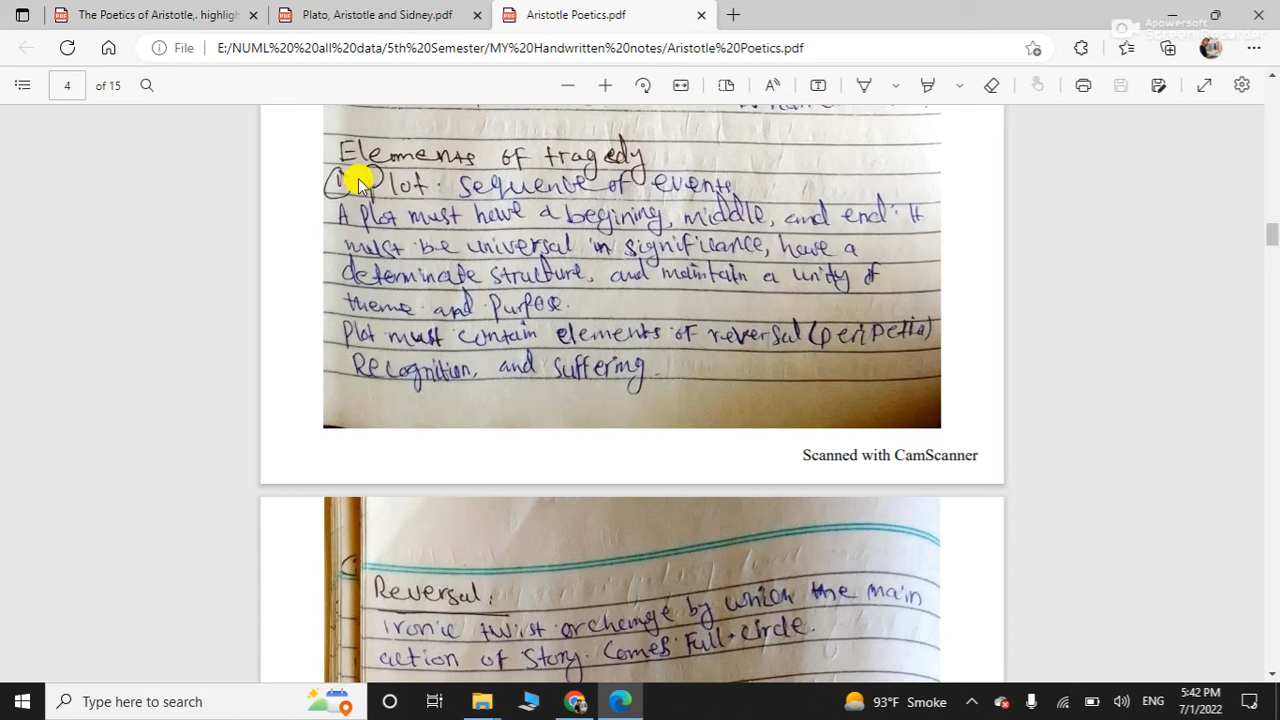 The Poetics of Aristotle,. highligh
Plato, Aristotle and Sidney.pdf
Aristotle Poetics.pdf
Apowersoft
Screen Recorder
File
E:/NUML%20%20all%20data/5th%20Semester/MY%20Handwritten%20notes/Aristotle%20Poetics.pdf
4 of 15
Elements of tragedy
Plot. sequence of events
A plot must have a begining, middle, and end. It
must be universal in significance, have a
determinate structure, and maintain a unity of
theme and purpose.
Plot must contain elements of reversal (peripetia)
Recognition, and suffering.
Scanned with CamScanner
Reversal.
ironic twist or change by which the main
action of story. comes full-circle.
Type here to search
93°F Smoke
ENG
5:42 PM
7/1/2022